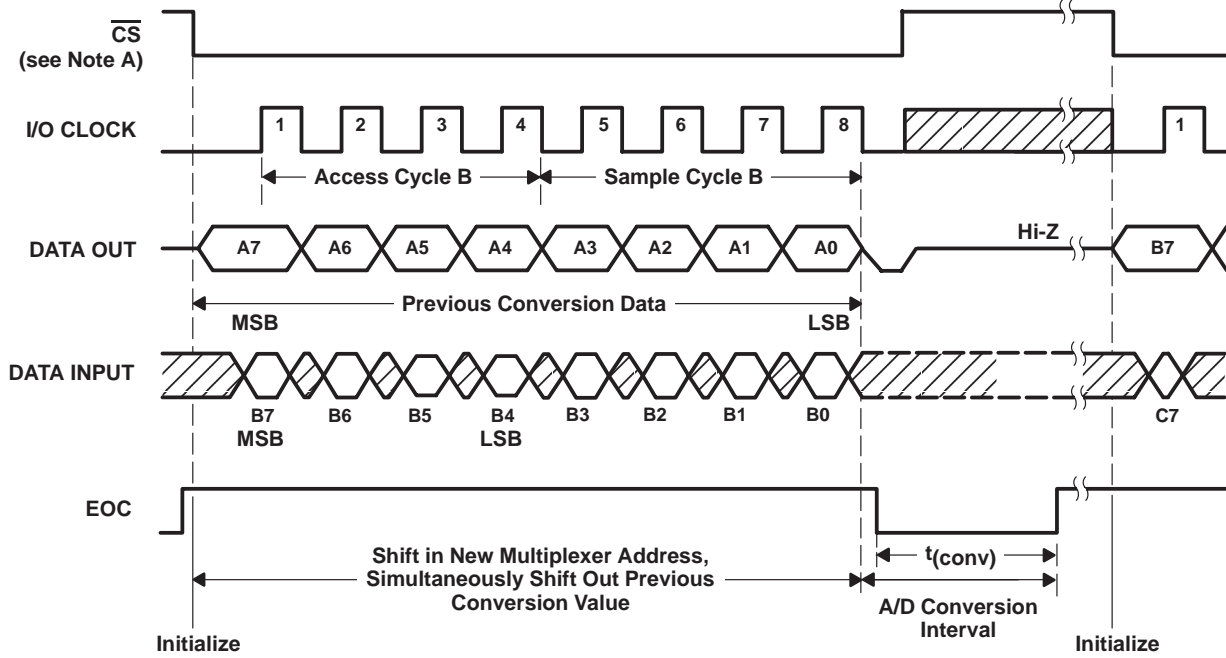 CS
(see Note A)
I/O CLOCK
1 2 3 4 5 6 7 8 1
Access Cycle B Sample Cycle B
DATA OUT
A7 A6 A5 A4 A3 A2 A1 A0 Hi-Z B7
Previous Conversion Data
MSB LSB
DATA INPUT
B7 B6 B5 B4 B3 B2 B1 B0 C7
MSB LSB
EOC
Shift in New Multiplexer Address,
Simultaneously Shift Out Previous
Conversion Value
t(conv)
A/D Conversion
Interval
Initialize Initialize